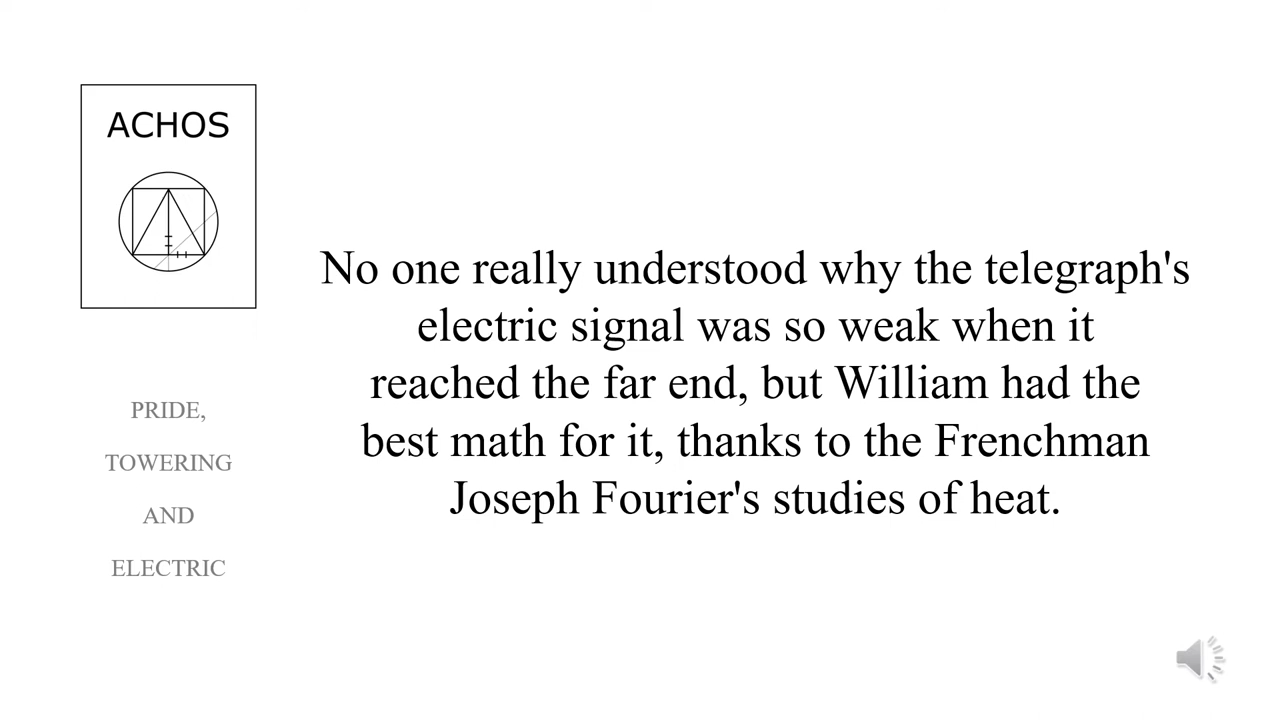 ACHOS
PRIDE,
TOWERING
AND
ELECTRIC
No one really understood why the telegraph's
electric signal was so weak when it
reached the far end, but William had the
best math for it, thanks to the Frenchman
Joseph Fourier's studies of heat.